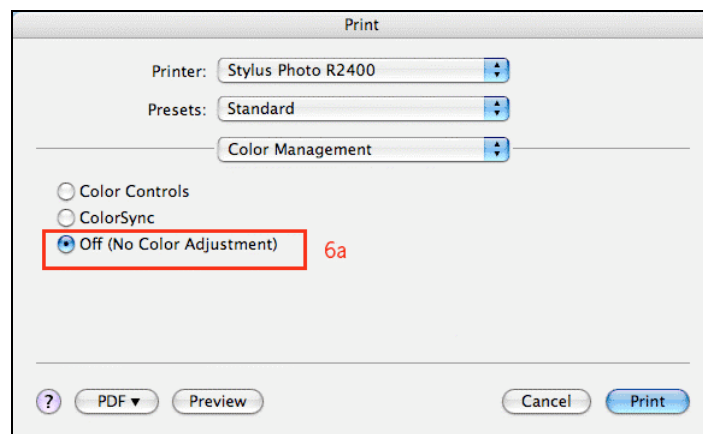 Print
Printer: Stylus Photo R2400
Presets: Standard
Color Management
Color Controls
ColorSync
Off (No Color Adjustment)
6a
? PDF ▼ Preview Cancel Print